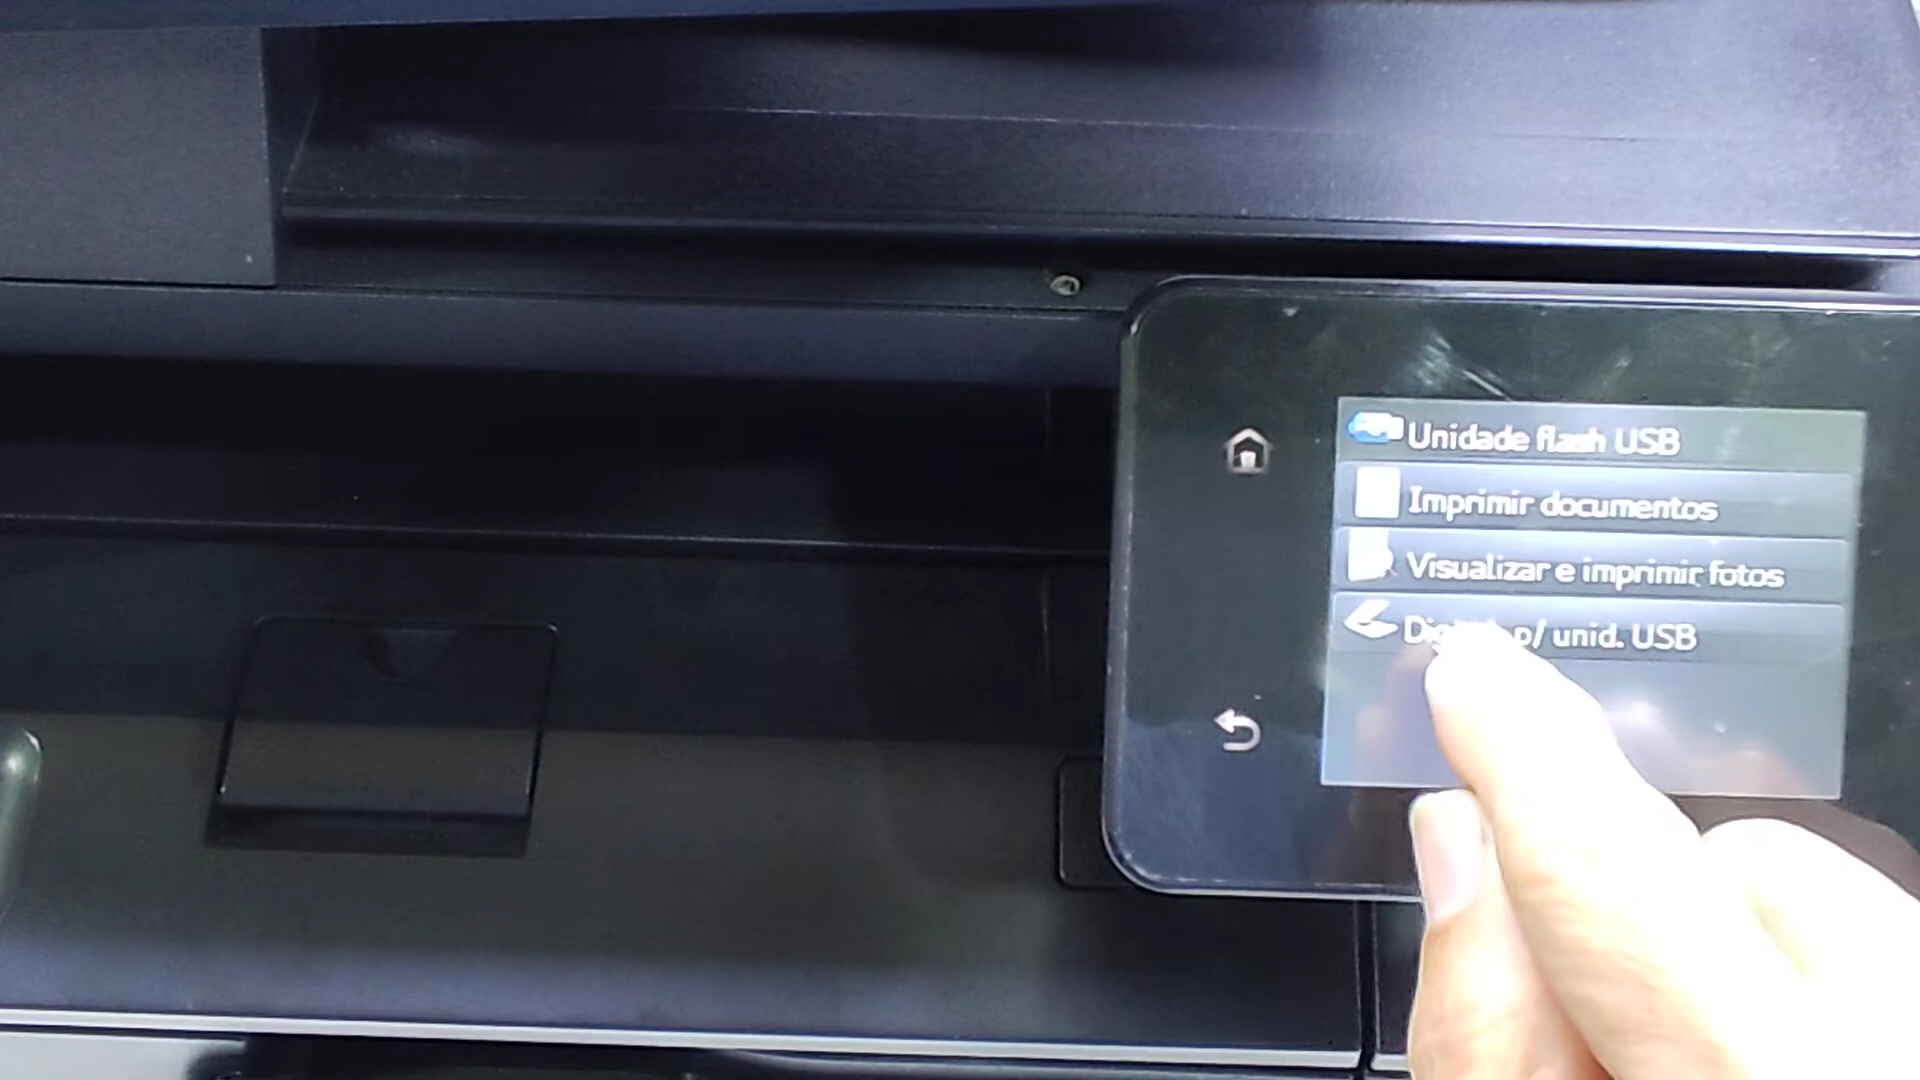 Unidade flash USB
Imprimir documentos
Visualizar e imprimir fotos
p/ unid. USB